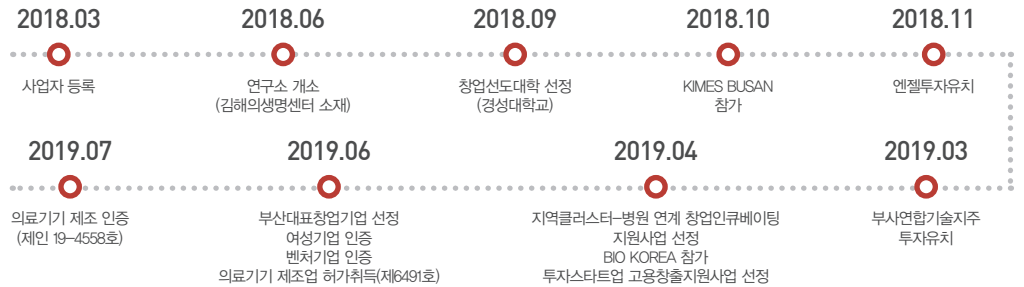 2018.03
사업자 등록
2018.06
연구소 개소
(김해의생명센터 소재)
2018.09
창업선도대학 선정
(경성대학교)
2018.10
KIMES BUSAN
참가
2018.11
엔젤투자유치
2019.03
부사연합기술지주
투자유치
2019.04
지역클러스터-병원 연계 창업인큐베이팅
지원사업 선정
BIO KOREA 참가
투자스타트업 고용창출지원사업 선정
2019.06
부산대표창업기업 선정
여성기업 인증
벤처기업 인증
의료기기 제조업 허가취득(제6491호)
2019.07
의료기기 제조 인증
(제인 19-4558호)